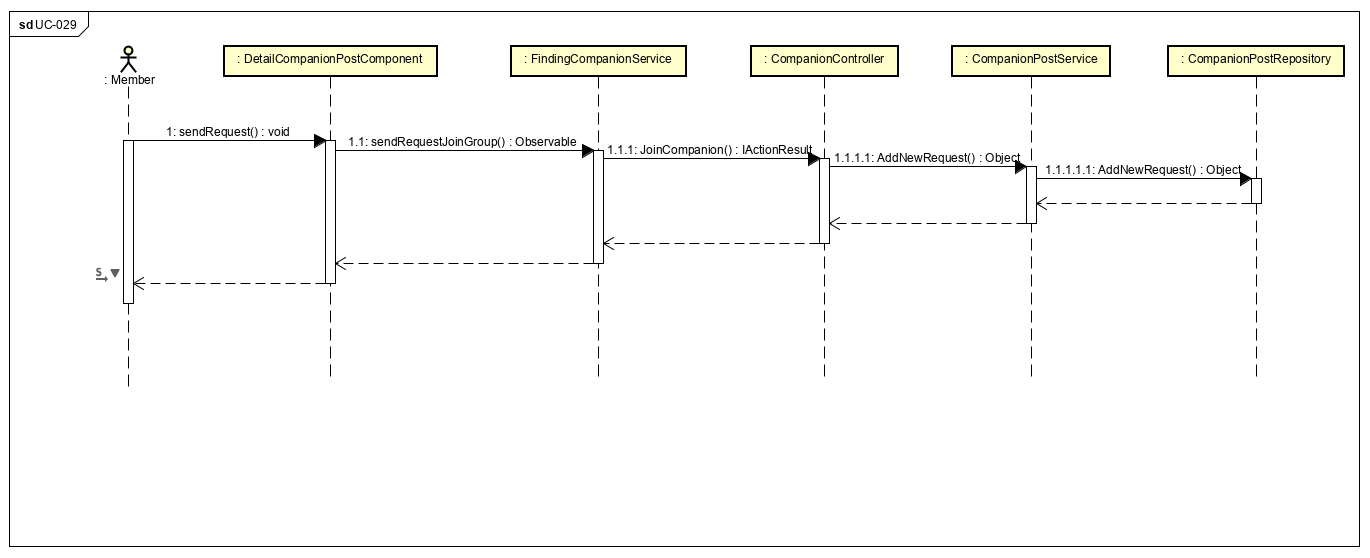 sd UC-029
: Member
: DetailCompanionPostComponent
: FindingCompanionService
: CompanionController
: CompanionPostService
: CompanionPostRepository
1: sendRequest() : void
1.1: sendRequestJoinGroup() : Observable
1.1.1: JoinCompanion() : IActionResult
1.1.1.1: AddNewRequest() : Object
1.1.1.1.1: AddNewRequest() : Object
S